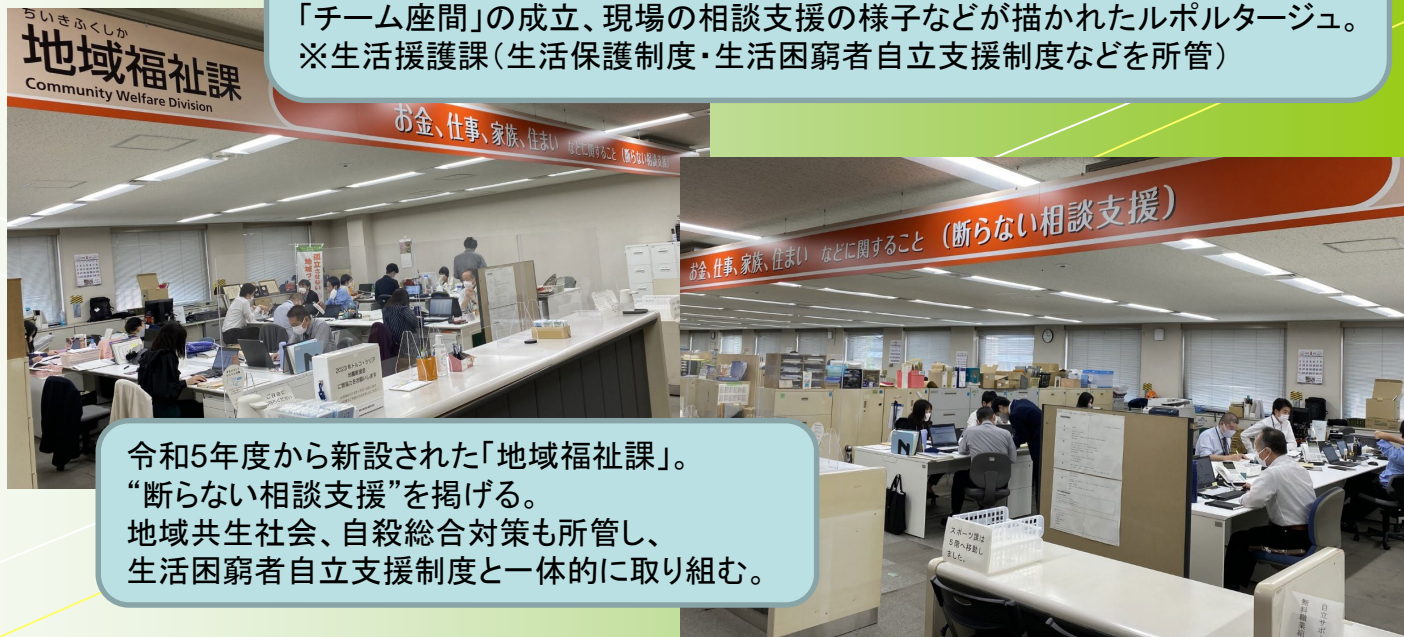 「チーム座間」の成立、現場の相談支援の様子などが描かれたルポルタージュ。
※生活援護課(生活保護制度・生活困窮者自立支援制度などを所管)
ちいきふくしか
地域福祉課
Community Welfare Division
お金、仕事、家族、住まい などに関すること(断らない相談支援)
お金、仕事、家族、住まい などに関すること(断らない相談支援)
令和5年度から新設された「地域福祉課」。
“断らない相談支援”を掲げる。
地域共生社会、自殺総合対策も所管し、
生活困窮者自立支援制度と一体的に取り組む。
スポーツ課は
5階へ移動し
ました。